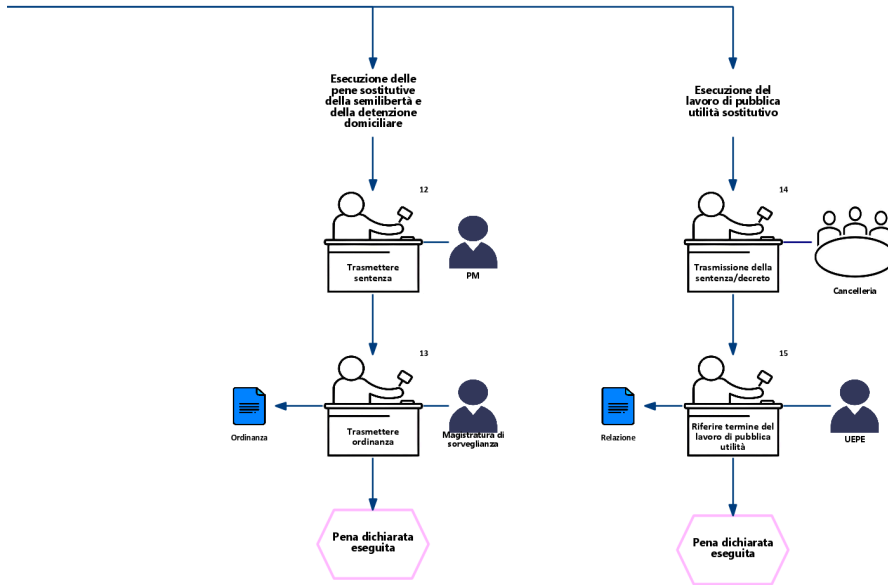 Esecuzione delle
pene sostitutive
della semilibertà e
della detenzione
domiciliare
12
Trasmettere
sentenza
PM
13
Trasmettere
ordinanza
Ordinanza
Magistratura di
sorveglianza
Pena dichiarata
eseguita
Esecuzione del
lavoro di pubblica
utilità sostitutivo
14
Trasmissione della
sentenza/decreto
Cancelleria
15
Riferire termine del
lavoro di pubblica
utilità
Relazione
UEPE
Pena dichiarata
eseguita